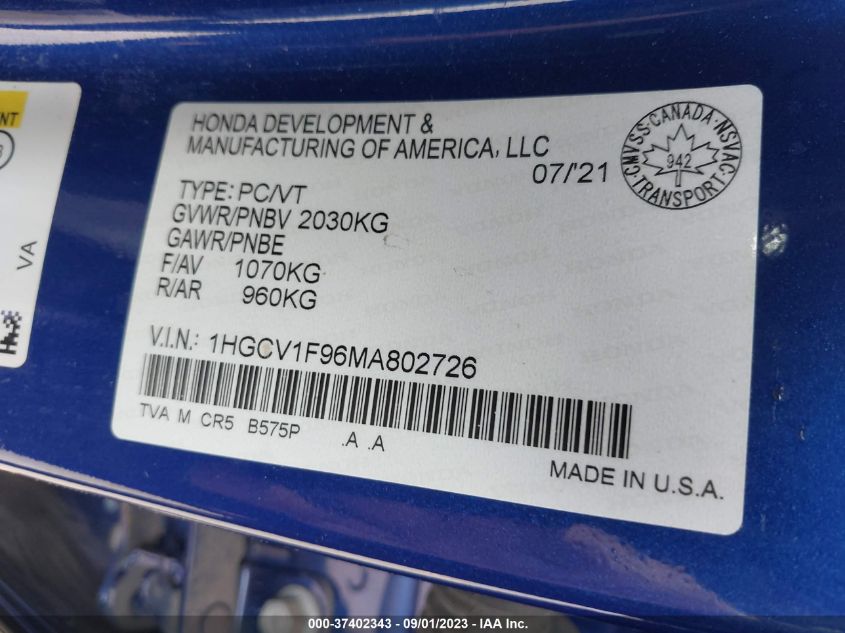 HONDA DEVELOPMENT &
MANUFACTURING OF AMERICA, LLC
07/'21
CMVSS·CANADA·NSVAC
942
TRANSPORT
TYPE: PC/VT
GVWR/PNBV 2030KG
GAWR/PNBE
F/AV 1070KG
R/AR 960KG
V.I.N.: 1HGCV1F96MA802726
TVA M CR5 B575P .A .A
MADE IN U.S.A.
NT
VA
000-37402343 - 09/01/2023 - IAA Inc.